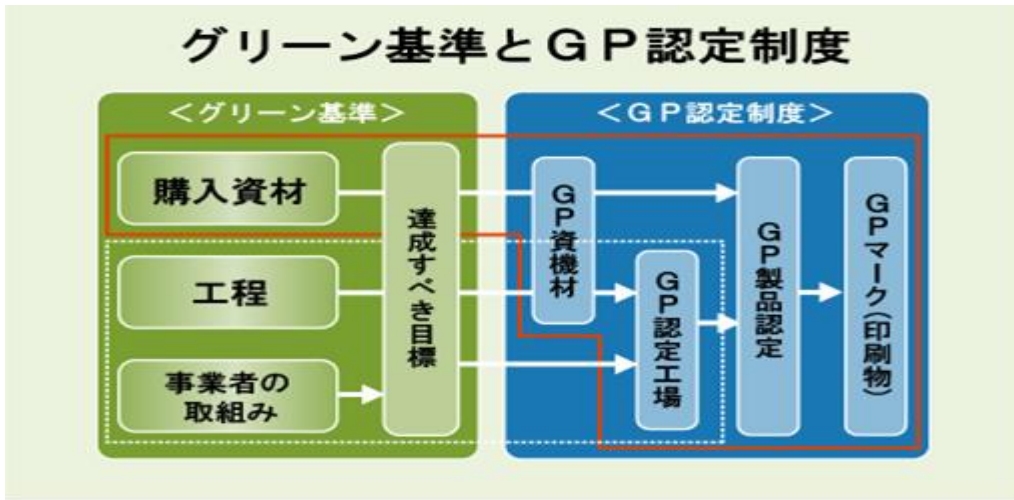 グリーン基準とＧＰ認定制度
＜グリーン基準＞
購入資材
工程
事業者の
取組み
達成すべき目標
＜ＧＰ認定制度＞
ＧＰ資機材
ＧＰ認定工場
ＧＰ製品認定
ＧＰマーク（印刷物）